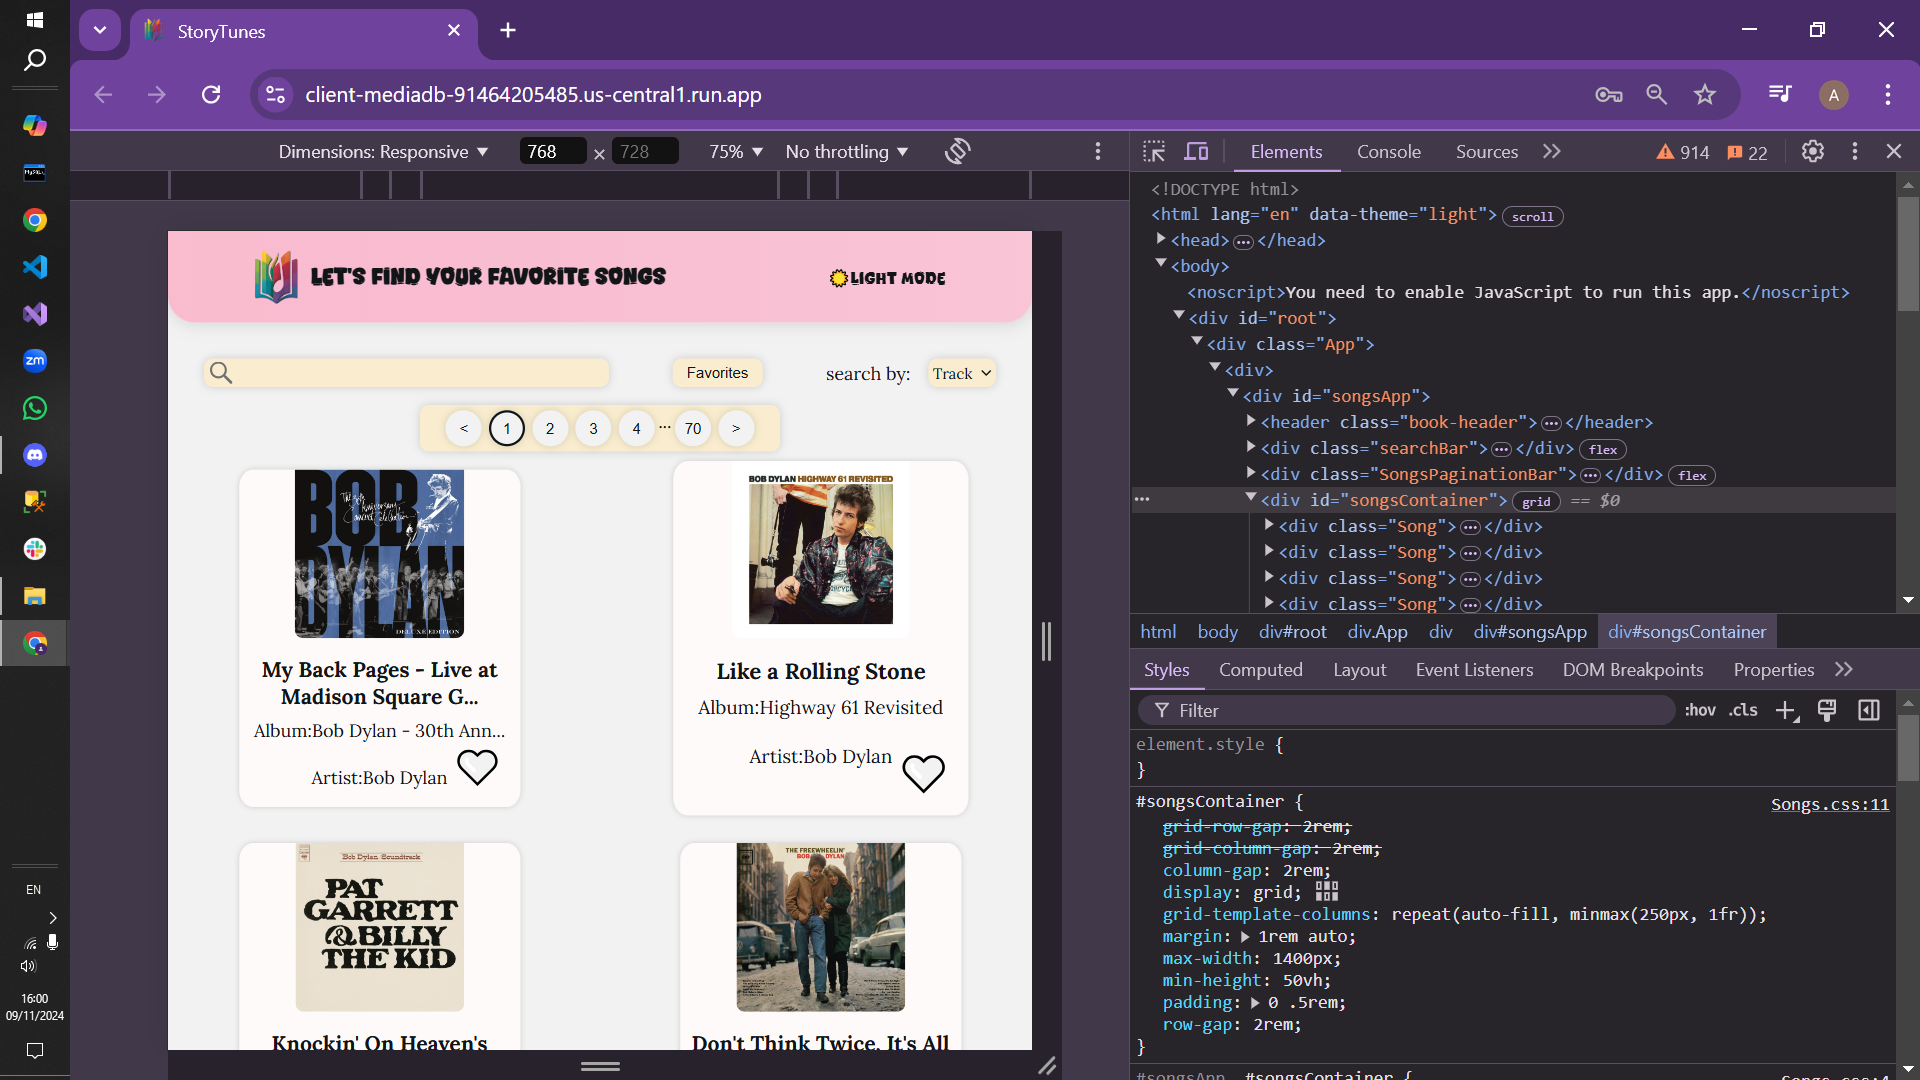 StoryTunes
client-mediadb-91464205485.us-central1.run.app
A
Dimensions: Responsive
768 × 728
75%
No throttling
Elements
Console
Sources
914
22
LET'S FIND YOUR FAVORITE SONGS
LIGHT MODE
Favorites
search by:
Track
< 1 2 3 4 ... 70 >
BOB DYLAN
DELUXE EDITION
My Back Pages - Live at
Madison Square G...
Album:Bob Dylan - 30th Ann...
Artist:Bob Dylan
BOB DYLAN HIGHWAY 61 REVISITED
Like a Rolling Stone
Album:Highway 61 Revisited
Artist:Bob Dylan
Bob Dylan Soundtrack
PAT
GARRETT
& BILLY
THE KID
Knockin' On Heaven's
THE FREEWHEELIN'
BOB DYLAN
Don't Think Twice, It's All
<!DOCTYPE html>
<html lang="en" data-theme="light"> scroll
<head> ... </head>
<body>
<noscript>You need to enable JavaScript to run this app.</noscript>
<div id="root">
<div class="App">
<div>
<div id="songsApp">
<header class="book-header"> ... </header>
<div class="searchBar"> ... </div> flex
<div class="SongsPaginationBar"> ... </div> flex
... <div id="songsContainer"> grid == $0
<div class="Song"> ... </div>
<div class="Song"> ... </div>
<div class="Song"> ... </div>
<div class="Song"> ... </div>
html body div#root div.App div div#songsApp div#songsContainer
Styles Computed Layout Event Listeners DOM Breakpoints Properties
Filter
:hov .cls
element.style {
}
#songsContainer {
Songs.css:11
grid-row-gap: 2rem;
grid-column-gap: 2rem;
column-gap: 2rem;
display: grid;
grid-template-columns: repeat(auto-fill, minmax(250px, 1fr));
margin: 1rem auto;
max-width: 1400px;
min-height: 50vh;
padding: 0 .5rem;
row-gap: 2rem;
}
#songsApp, #songsContainer {
Songs.css:4
MySQL
zm
EN
16:00
09/11/2024